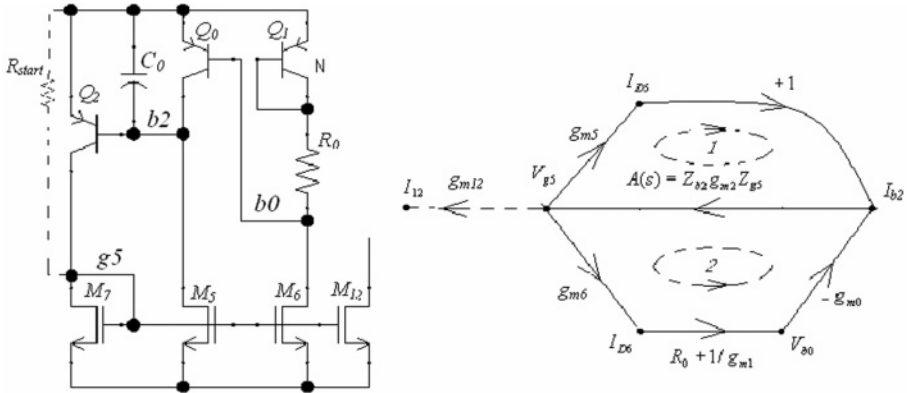 Q0
Q1
Rstart
C0
N
Q2
b2
R0
b0
g5
M7
M5
M6
M12
ID5
+1
gm5
1
Vg5
A(s) = Zb2 gm2 Zg5
I12
gm12
Ib2
2
gm6
-gm0
ID6
R0 + 1/gm1
Vb0